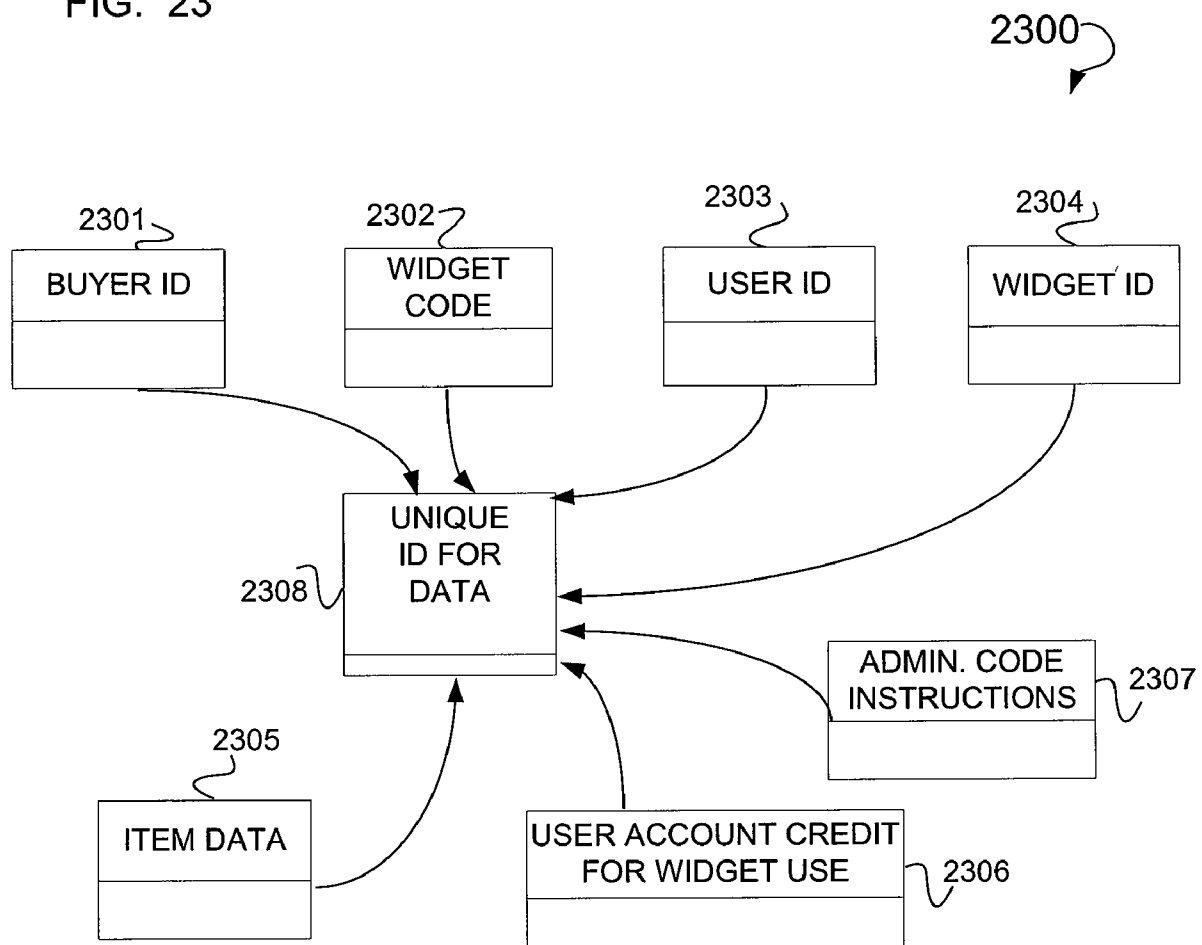 FIG. 23
2300
2301
2302
2303
2304
BUYER ID
WIDGET
CODE
USER ID
WIDGET ID
UNIQUE
ID FOR
DATA
2308
ADMIN. CODE
INSTRUCTIONS
2307
2305
ITEM DATA
USER ACCOUNT CREDIT
FOR WIDGET USE
2306